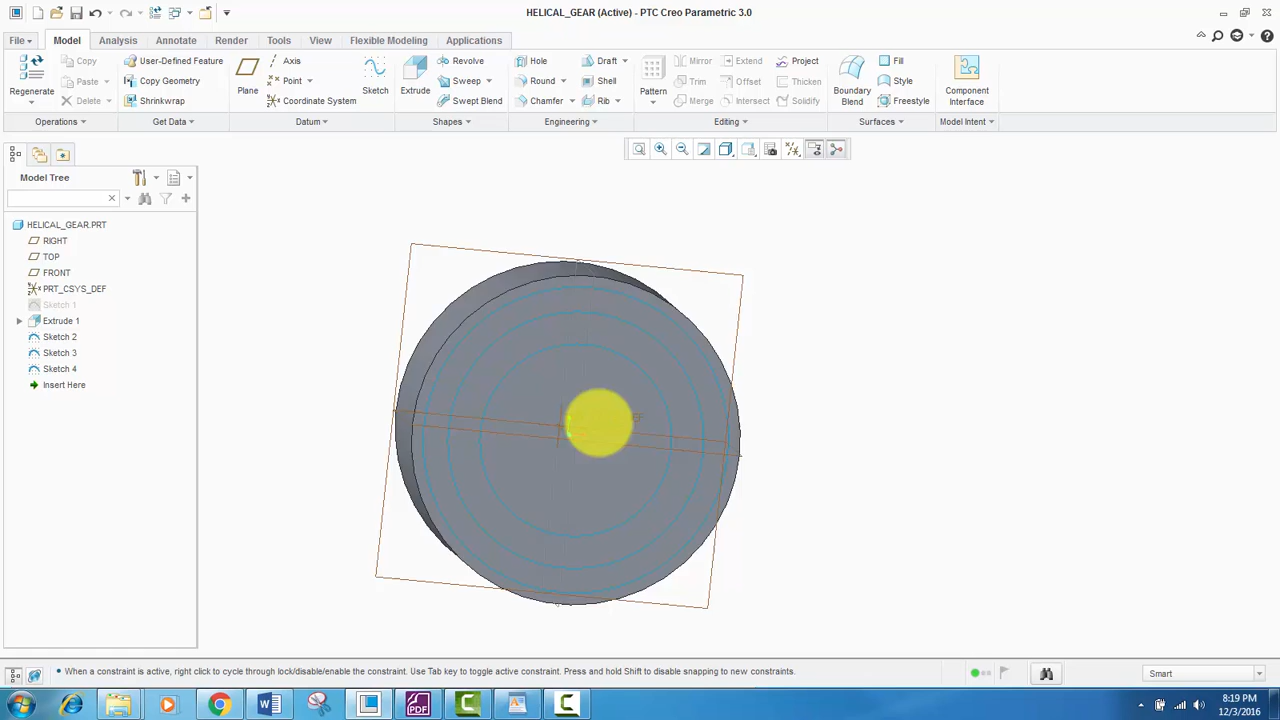 HELICAL_GEAR (Active) - PTC Creo Parametric 3.0
File Model Analysis Annotate Render Tools View Flexible Modeling Applications
Regenerate
Copy
Paste
Delete
User-Defined Feature
Copy Geometry
Shrinkwrap
Plane
Axis
Point
Coordinate System
Sketch
Extrude
Revolve
Sweep
Swept Blend
Hole
Round
Chamfer
Draft
Shell
Rib
Pattern
Mirror
Trim
Merge
Extend
Offset
Intersect
Project
Thicken
Solidify
Boundary
Blend
Fill
Style
Freestyle
Component
Interface
Operations Get Data Datum Shapes Engineering Editing Surfaces Model Intent
Model Tree
HELICAL_GEAR.PRT
RIGHT
TOP
FRONT
PRT_CSYS_DEF
Sketch 1
Extrude 1
Sketch 2
Sketch 3
Sketch 4
Insert Here
When a constraint is active, right click to cycle through lock/disable/enable the constraint. Use Tab key to toggle active constraint. Press and hold Shift to disable snapping to new constraints.
Smart
PDF
8:19 PM
12/3/2016